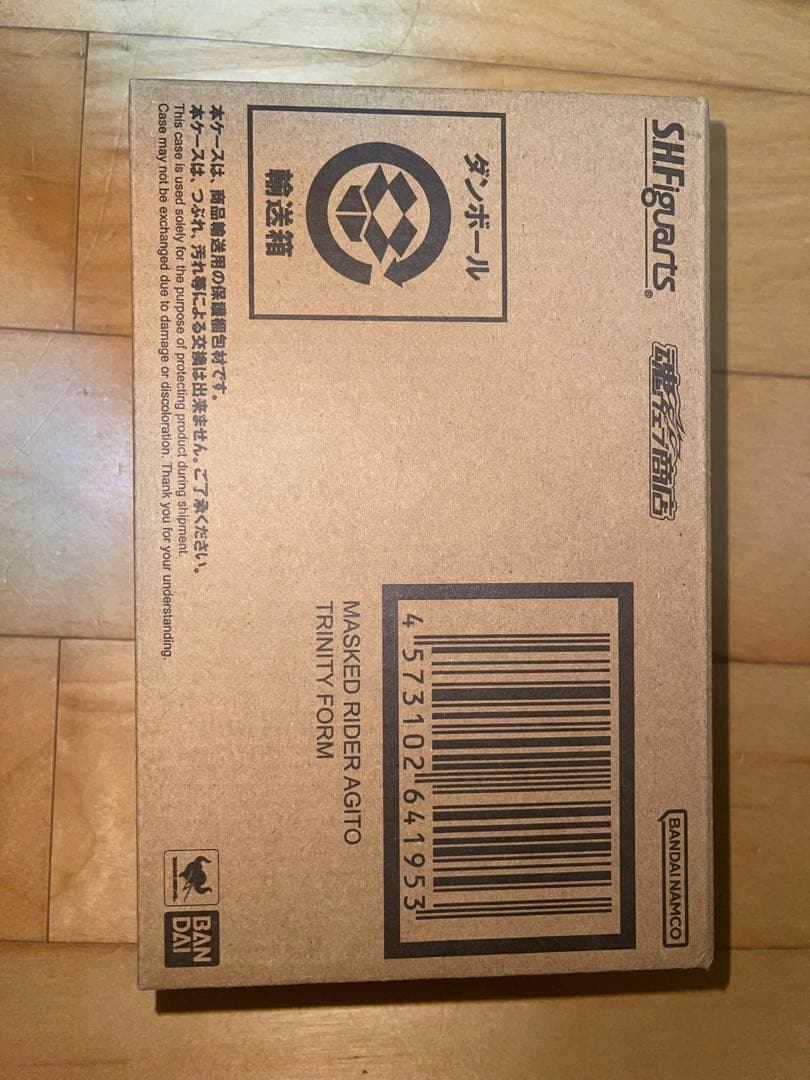 S.H.Figuarts®
魂ウェブ商店
ダンボール
輸送箱
本ケースは、商品輸送用の保護梱包材です。
本ケースは、つぶれ、汚れ等による交換は出来ません。ご了承ください。
This case is used solely for the purpose of protecting product during shipment.
Case may not be exchanged due to damage or discoloration. Thank you for your understanding.
BANDAI NAMCO
4 573102 641953
MASKED RIDER AGITO
TRINITY FORM
BAN
DAI